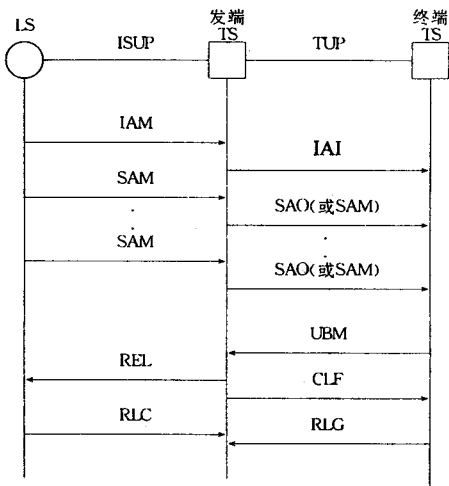 LS 发端 终端
TS TS
ISUP TUP
IAM
IAI
SAM
SAO(或SAM)
SAM
SAO(或SAM)
UBM
REL
CLF
RLC
RLG